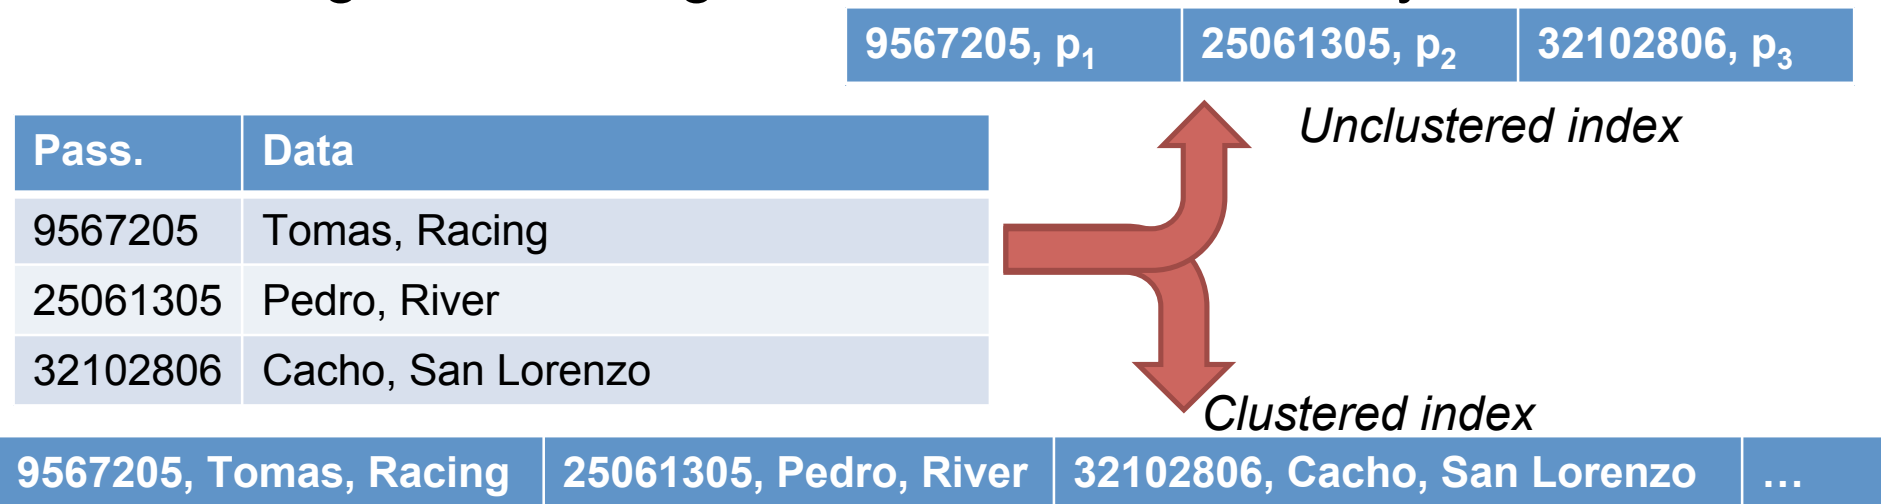 9567205, p1 25061305, p2 32102806, p3
Unclustered index
Pass. Data
9567205 Tomas, Racing
25061305 Pedro, River
32102806 Cacho, San Lorenzo
Clustered index
9567205, Tomas, Racing 25061305, Pedro, River 32102806, Cacho, San Lorenzo …